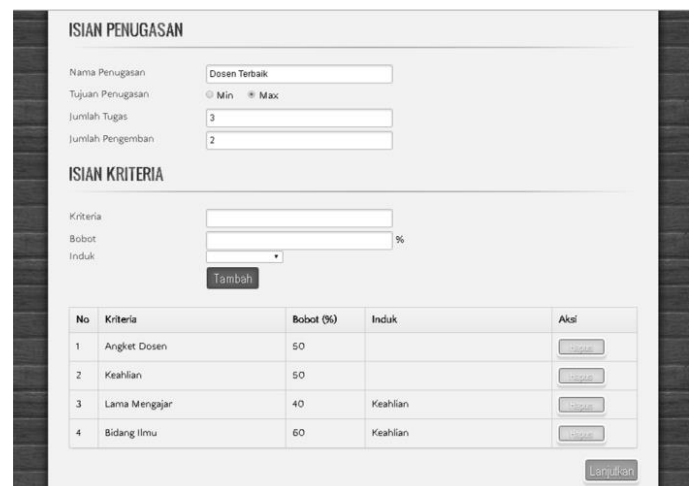 ISIAN PENUGASAN
Nama Penugasan Dosen Terbaik
Tujuan Penugasan Min Max
Jumlah Tugas 3
Jumlah Pengemban 2
ISIAN KRITERIA
Kriteria
Bobot %
Induk
Tambah
No Kriteria Bobot (%) Induk Aksi
1 Angket Dosen 50
2 Keahlian 50
3 Lama Mengajar 40 Keahlian
4 Bidang Ilmu 60 Keahlian
Lanjutkan